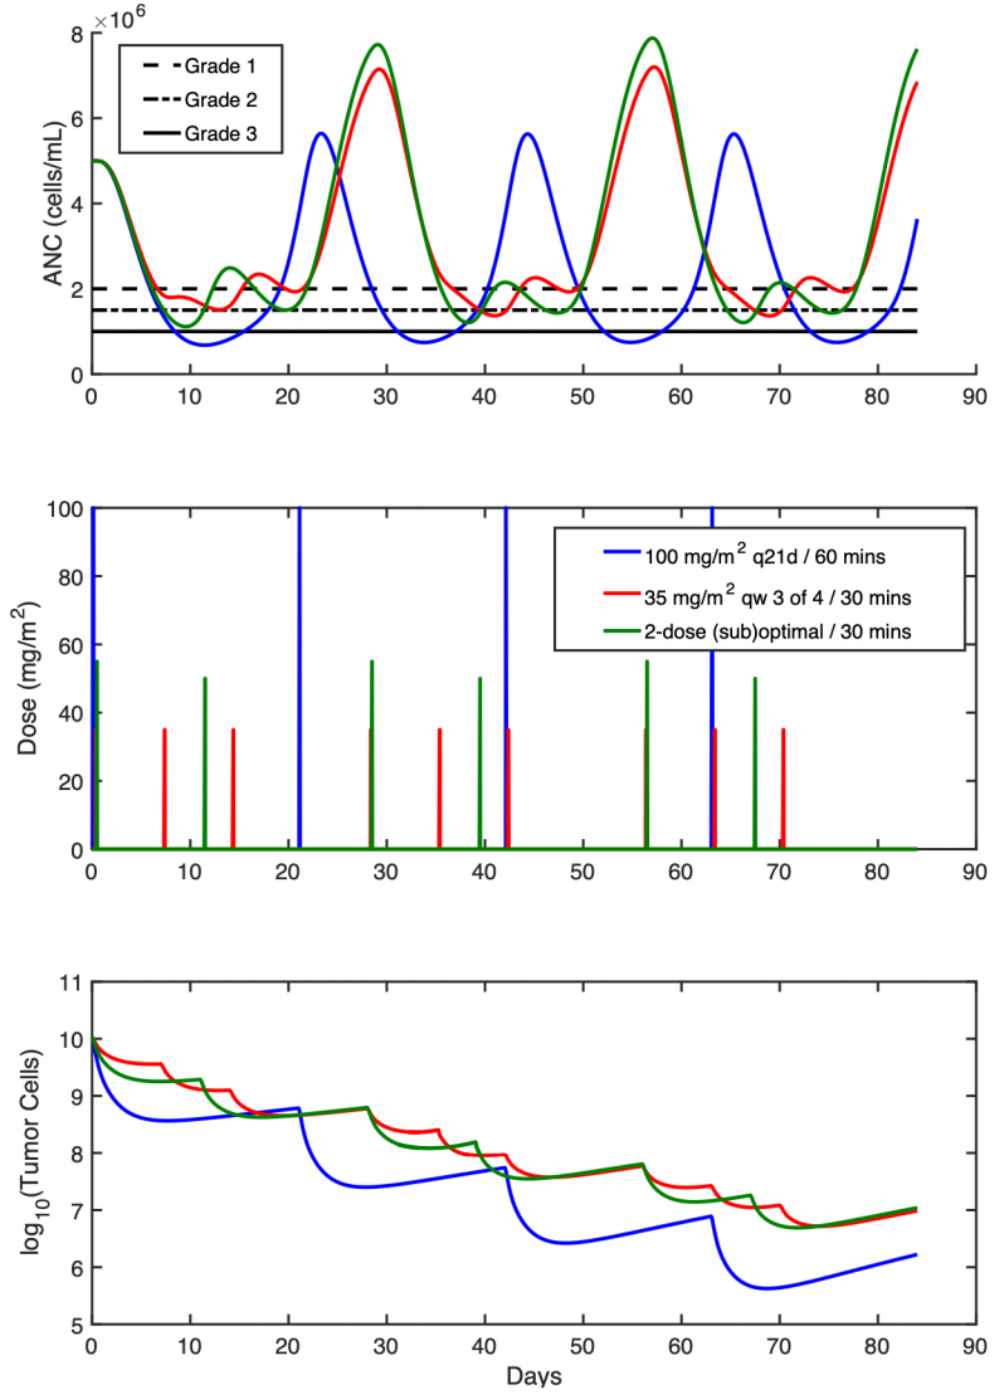 ×10^6
8
6
4
2
0
ANC (cells/mL)
Grade 1
Grade 2
Grade 3
0 10 20 30 40 50 60 70 80 90
100
80
60
40
20
0
Dose (mg/m^2)
100 mg/m^2 q21d / 60 mins
35 mg/m^2 qw 3 of 4 / 30 mins
2-dose (sub)optimal / 30 mins
0 10 20 30 40 50 60 70 80 90
11
10
9
8
7
6
5
log_10(Tumor Cells)
0 10 20 30 40 50 60 70 80 90
Days